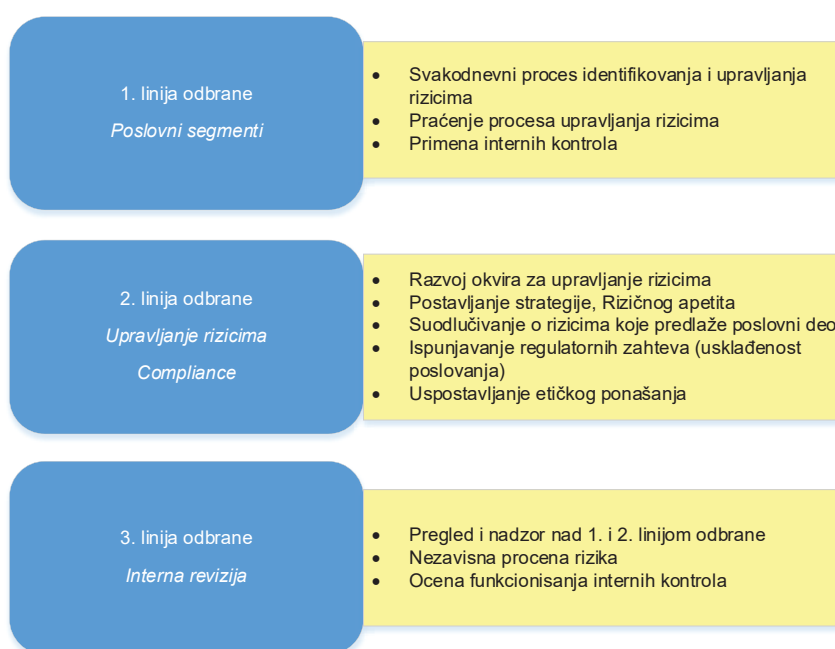 1. linija odbrane
Poslovni segmenti
• Svakodnevni proces identifikovanja i upravljanja
rizicima
• Praćenje procesa upravljanja rizicima
• Primena internih kontrola
2. linija odbrane
Upravljanje rizicima
Compliance
• Razvoj okvira za upravljanje rizicima
• Postavljanje strategije, Rizičnog apetita
• Suodlučivanje o rizicima koje predlaže poslovni deo
• Ispunjavanje regulatornih zahteva (usklađenost
poslovanja)
• Uspostavljanje etičkog ponašanja
3. linija odbrane
Interna revizija
• Pregled i nadzor nad 1. i 2. linijom odbrane
• Nezavisna procena rizika
• Ocena funkcionisanja internih kontrola